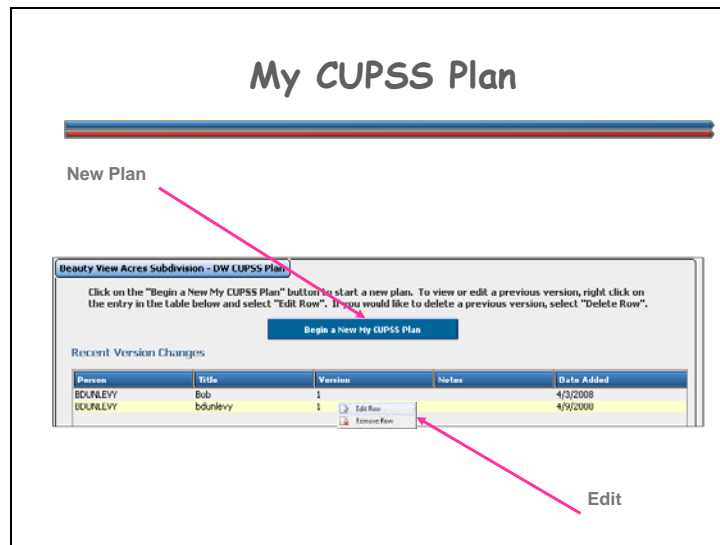 My CUPSS Plan
New Plan
Beauty View Acres Subdivision - DW CUPSS Plan
Click on the "Begin a New My CUPSS Plan" button to start a new plan. To view or edit a previous version, right click on
the entry in the table below and select "Edit Row". If you would like to delete a previous version, select "Delete Row".
Begin a New My CUPSS Plan
Recent Version Changes
Person Title Version Notes Date Added
BDUNLEVY Bob 1 4/3/2008
BDUNLEVY bdunlevy 1 4/9/2008
Edit Row
Remove Row
Edit